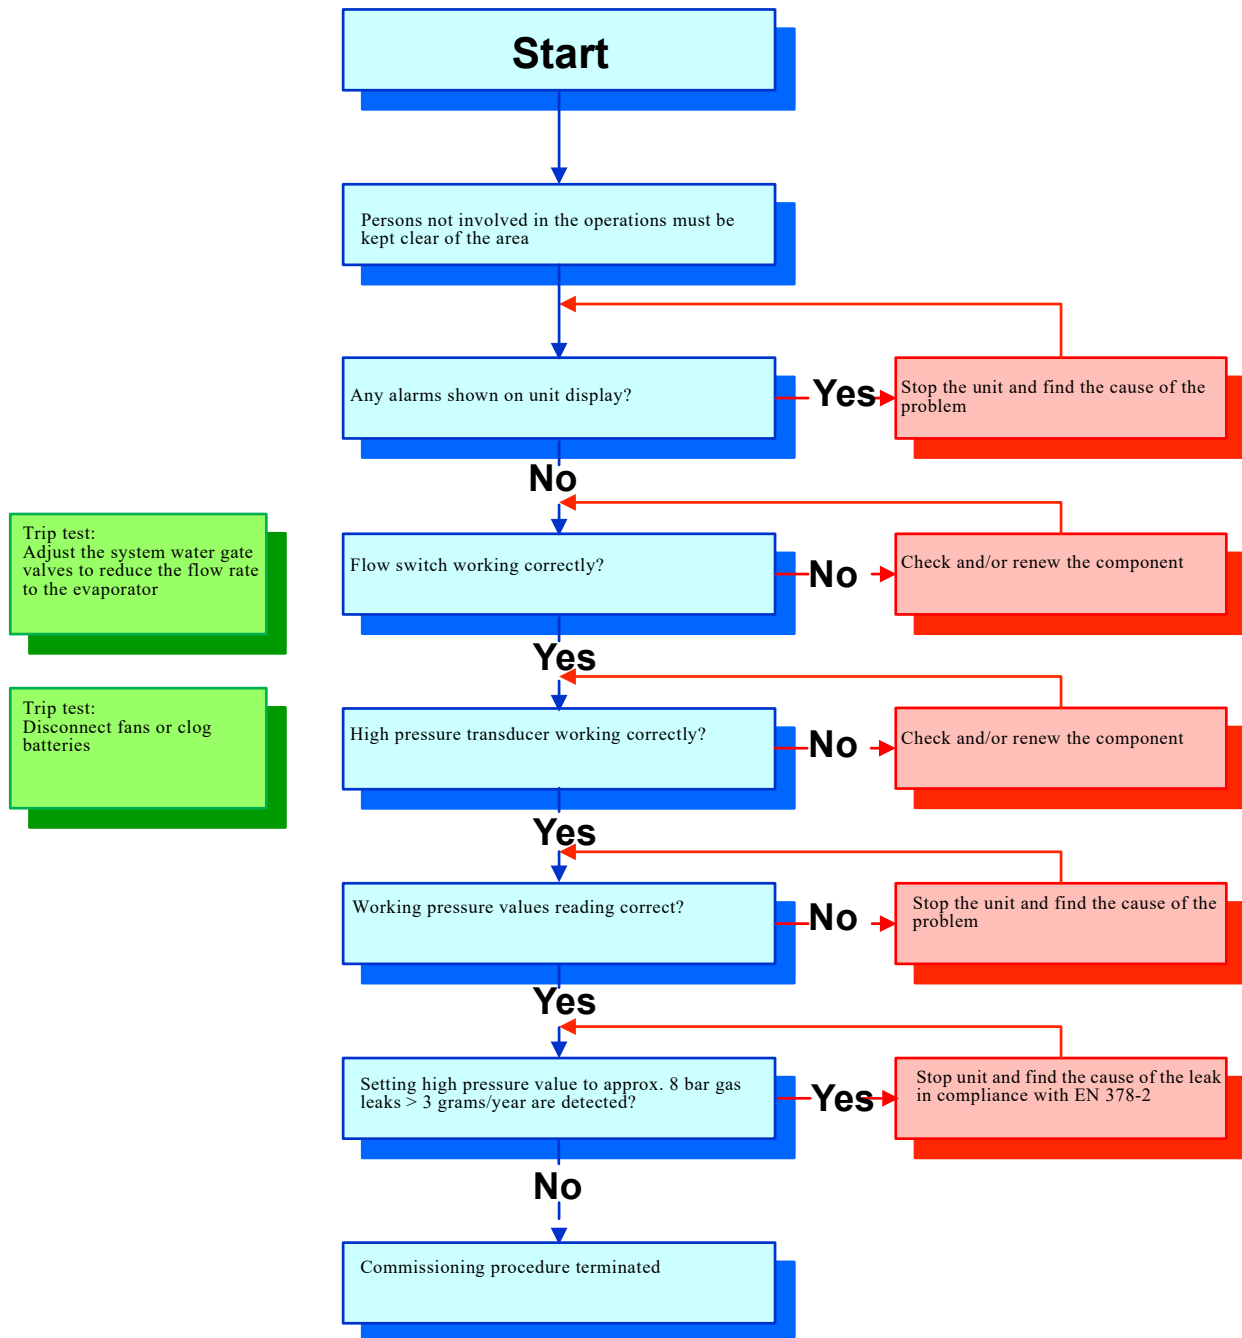 Start
Persons not involved in the operations must be
kept clear of the area
Any alarms shown on unit display?
Yes
Stop the unit and find the cause of the
problem
No
Trip test:
Adjust the system water gate
valves to reduce the flow rate
to the evaporator
Flow switch working correctly?
No
Check and/or renew the component
Yes
Trip test:
Disconnect fans or clog
batteries
High pressure transducer working correctly?
No
Check and/or renew the component
Yes
Working pressure values reading correct?
No
Stop the unit and find the cause of the
problem
Yes
Setting high pressure value to approx. 8 bar gas
leaks > 3 grams/year are detected?
Yes
Stop unit and find the cause of the leak
in compliance with EN 378-2
No
Commissioning procedure terminated